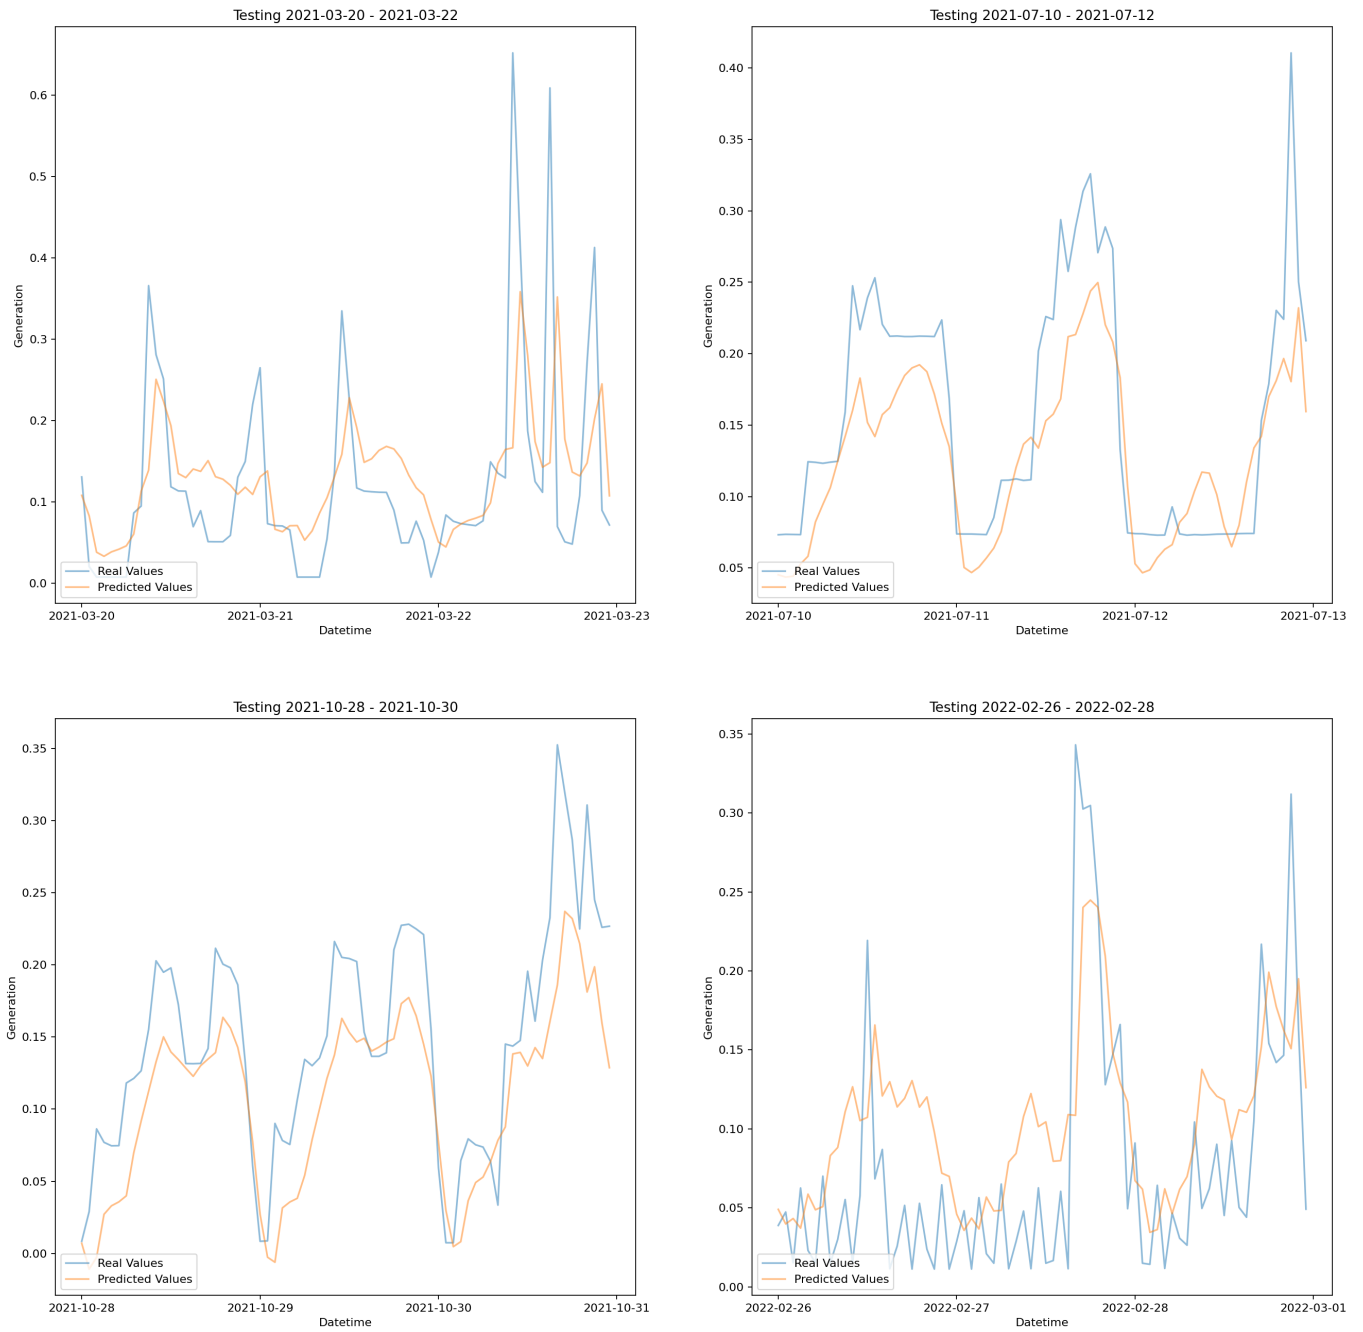 Testing 2021-03-20 - 2021-03-22
Generation
0.6
0.5
0.4
0.3
0.2
0.1
0.0
Real Values
Predicted Values
2021-03-20
2021-03-21
2021-03-22
2021-03-23
Datetime
Testing 2021-07-10 - 2021-07-12
Generation
0.40
0.35
0.30
0.25
0.20
0.15
0.10
0.05
Real Values
Predicted Values
2021-07-10
2021-07-11
2021-07-12
2021-07-13
Datetime
Testing 2021-10-28 - 2021-10-30
Generation
0.35
0.30
0.25
0.20
0.15
0.10
0.05
0.00
Real Values
Predicted Values
2021-10-28
2021-10-29
2021-10-30
2021-10-31
Datetime
Testing 2022-02-26 - 2022-02-28
Generation
0.35
0.30
0.25
0.20
0.15
0.10
0.05
0.00
Real Values
Predicted Values
2022-02-26
2022-02-27
2022-02-28
2022-03-01
Datetime